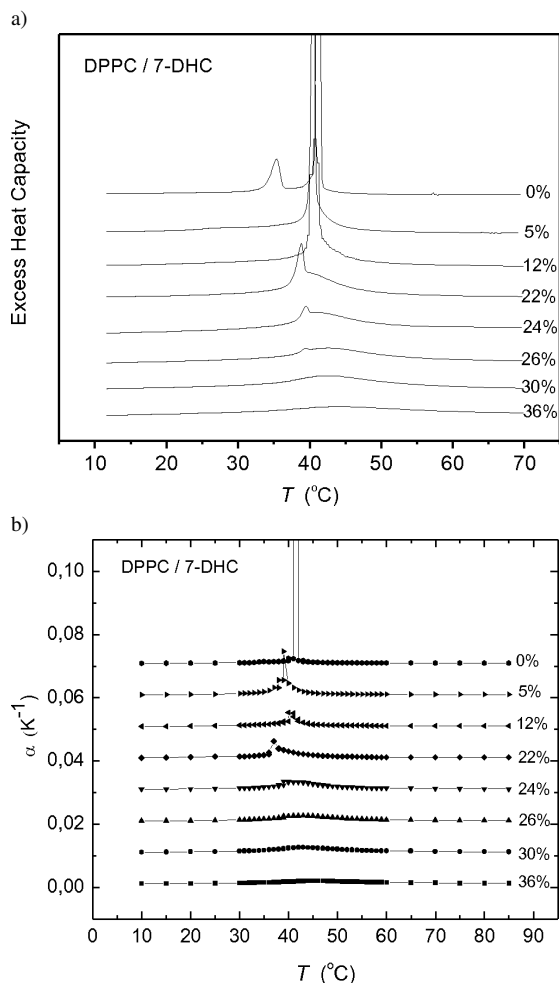 a)
DPPC / 7-DHC
Excess Heat Capacity
0%
5%
12%
22%
24%
26%
30%
36%
10 20 30 40 50 60 70
T (°C)
b)
DPPC / 7-DHC
α (K⁻¹)
0,10
0,08
0,06
0,04
0,02
0,00
0%
5%
12%
22%
24%
26%
30%
36%
0 10 20 30 40 50 60 70 80 90
T (°C)